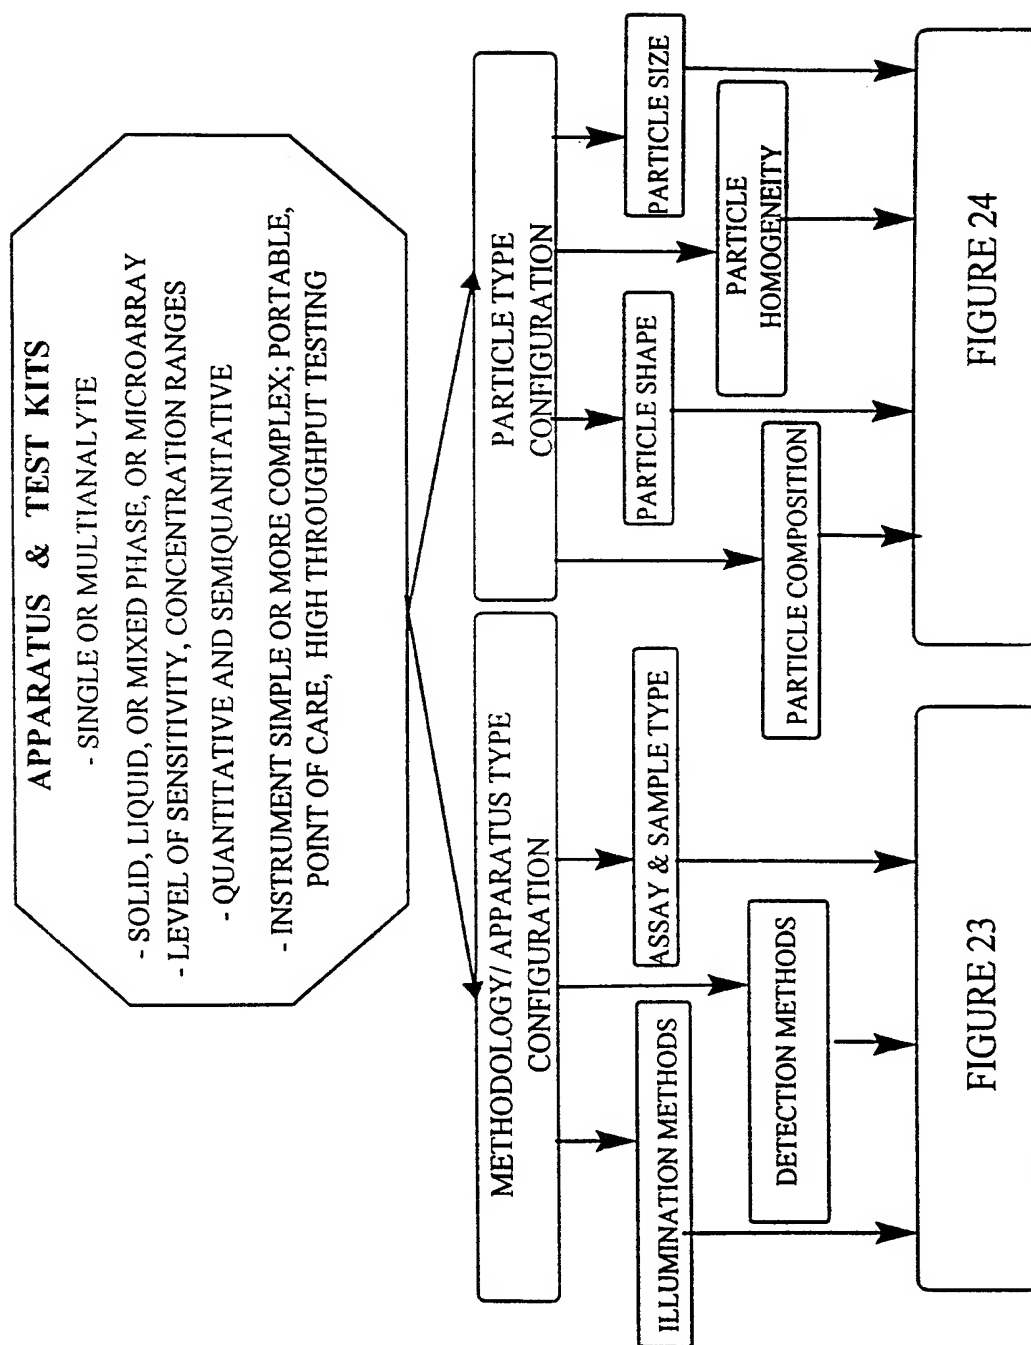 APPARATUS & TEST KITS
- SINGLE OR MULTIANALYTE
- SOLID, LIQUID, OR MIXED PHASE, OR MICROARRAY
- LEVEL OF SENSITIVITY, CONCENTRATION RANGES
- QUANTITATIVE AND SEMIQUANITATIVE
- INSTRUMENT SIMPLE OR MORE COMPLEX; PORTABLE,
POINT OF CARE, HIGH THROUGHPUT TESTING
METHODOLOGY/ APPARATUS TYPE
CONFIGURATION
PARTICLE TYPE
CONFIGURATION
ILLUMINATION METHODS
DETECTION METHODS
ASSAY & SAMPLE TYPE
PARTICLE COMPOSITION
PARTICLE SHAPE
PARTICLE
HOMOGENEITY
PARTICLE SIZE
FIGURE 23
FIGURE 24